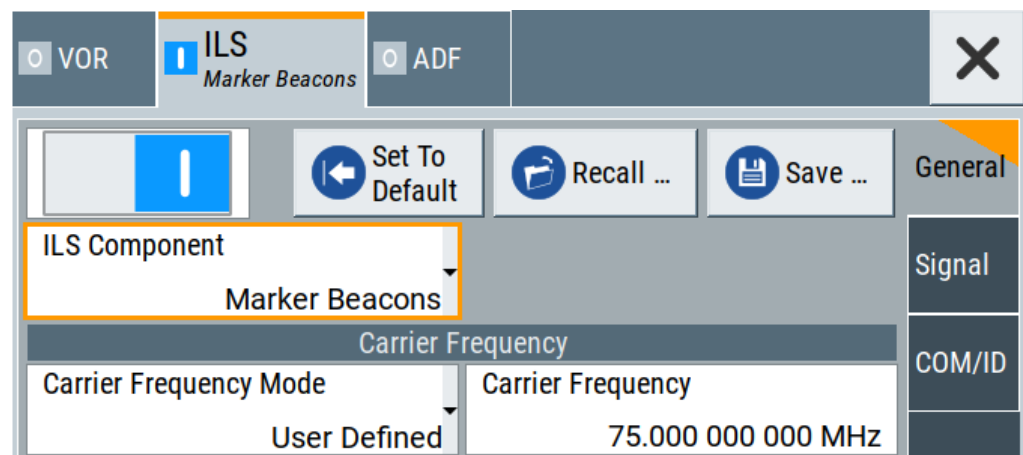 VOR
ILS
Marker Beacons
ADF
Set To
Default
Recall ...
Save ...
General
ILS Component
Marker Beacons
Signal
Carrier Frequency
COM/ID
Carrier Frequency Mode
User Defined
Carrier Frequency
75.000 000 000 MHz